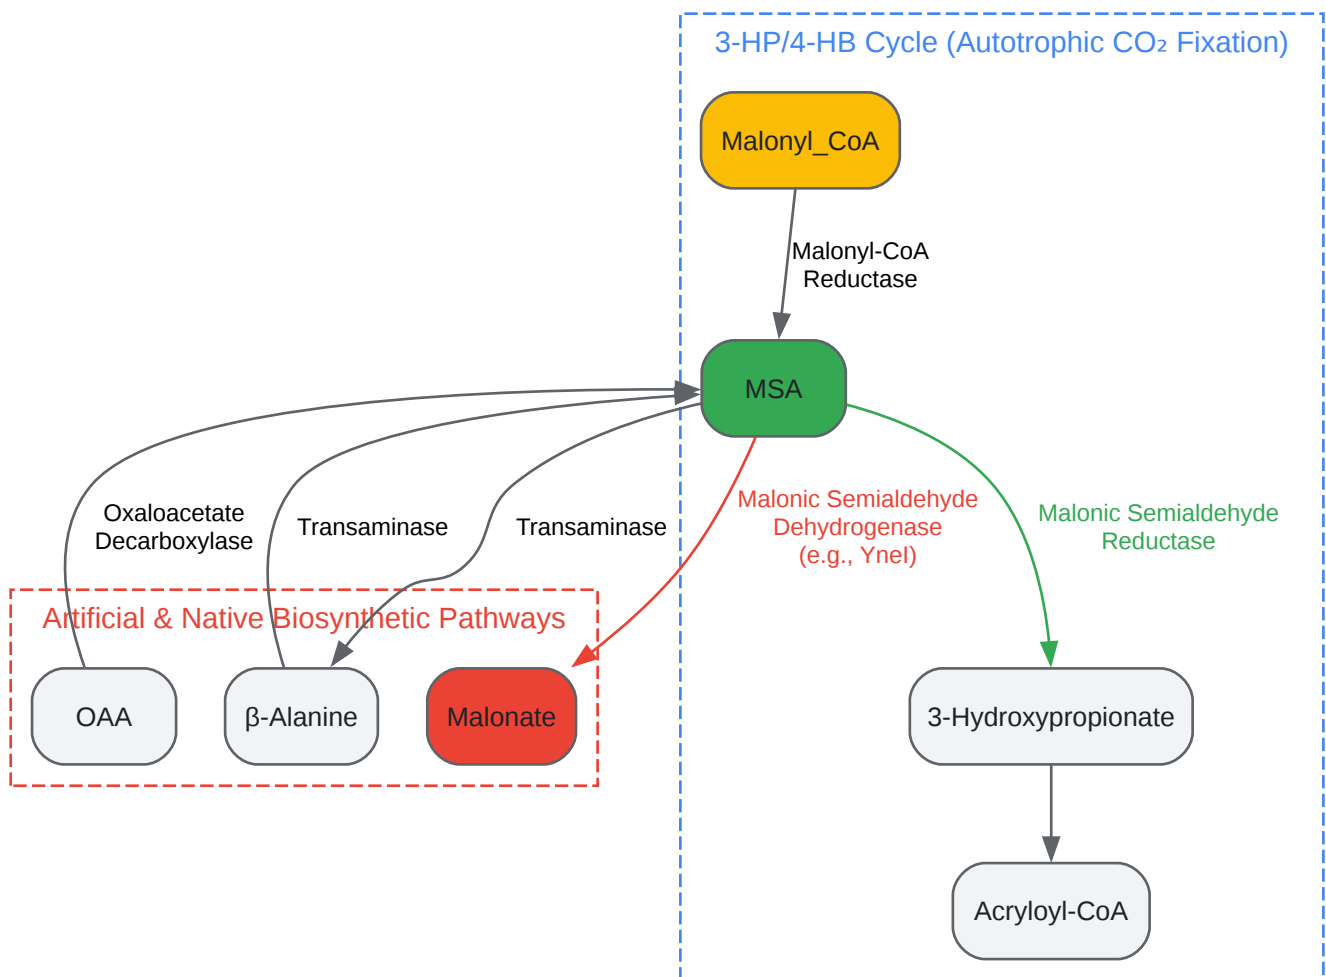 3-HP/4-HB Cycle (Autotrophic CO₂ Fixation)
Malonyl_CoA
Malonyl-CoA
Reductase
MSA
Oxaloacetate
Decarboxylase
Transaminase
Transaminase
Malonic Semialdehyde
Dehydrogenase
(e.g., YneI)
Malonic Semialdehyde
Reductase
Artificial & Native Biosynthetic Pathways
OAA
β-Alanine
Malonate
3-Hydroxypropionate
Acryloyl-CoA